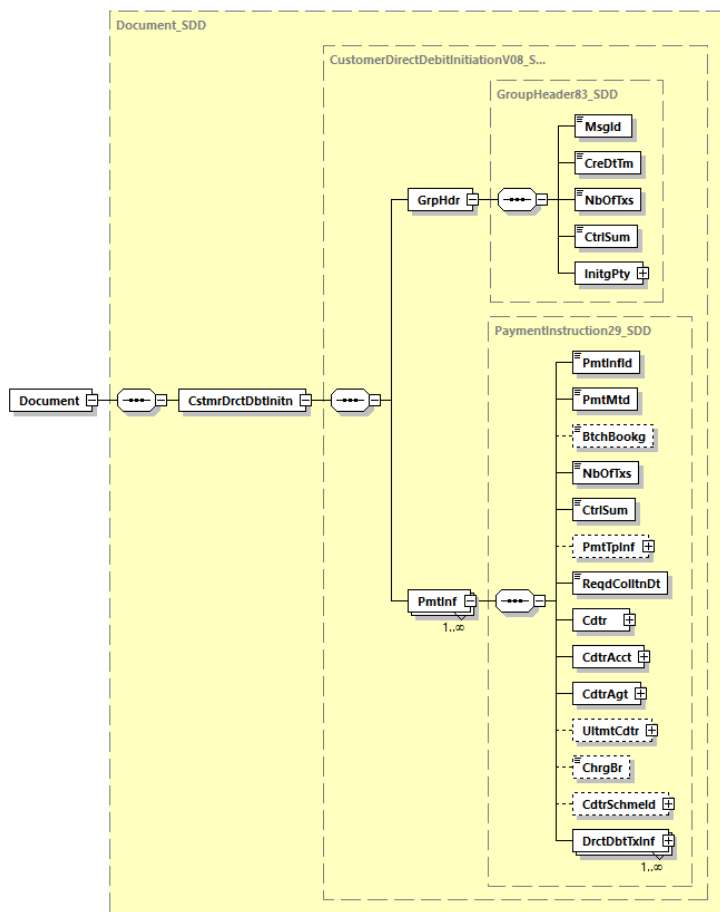 Document_SDD
CustomerDirectDebitInitiationV08_S...
GroupHeader83_SDD
MsgId
CreDtTm
GrpHdr
NbOfTxs
CtrlSum
InitgPty
PaymentInstruction29_SDD
PmtInfId
Document
CstmrDrctDbtInitn
PmtMtd
BtchBookg
NbOfTxs
CtrlSum
PmtTpInf
ReqdColltnDt
PmtInf
1..∞
Cdtr
CdtrAcct
CdtrAgt
UltmtCdtr
ChrgBr
CdtrSchmeId
DrctDbtTxInf
1..∞